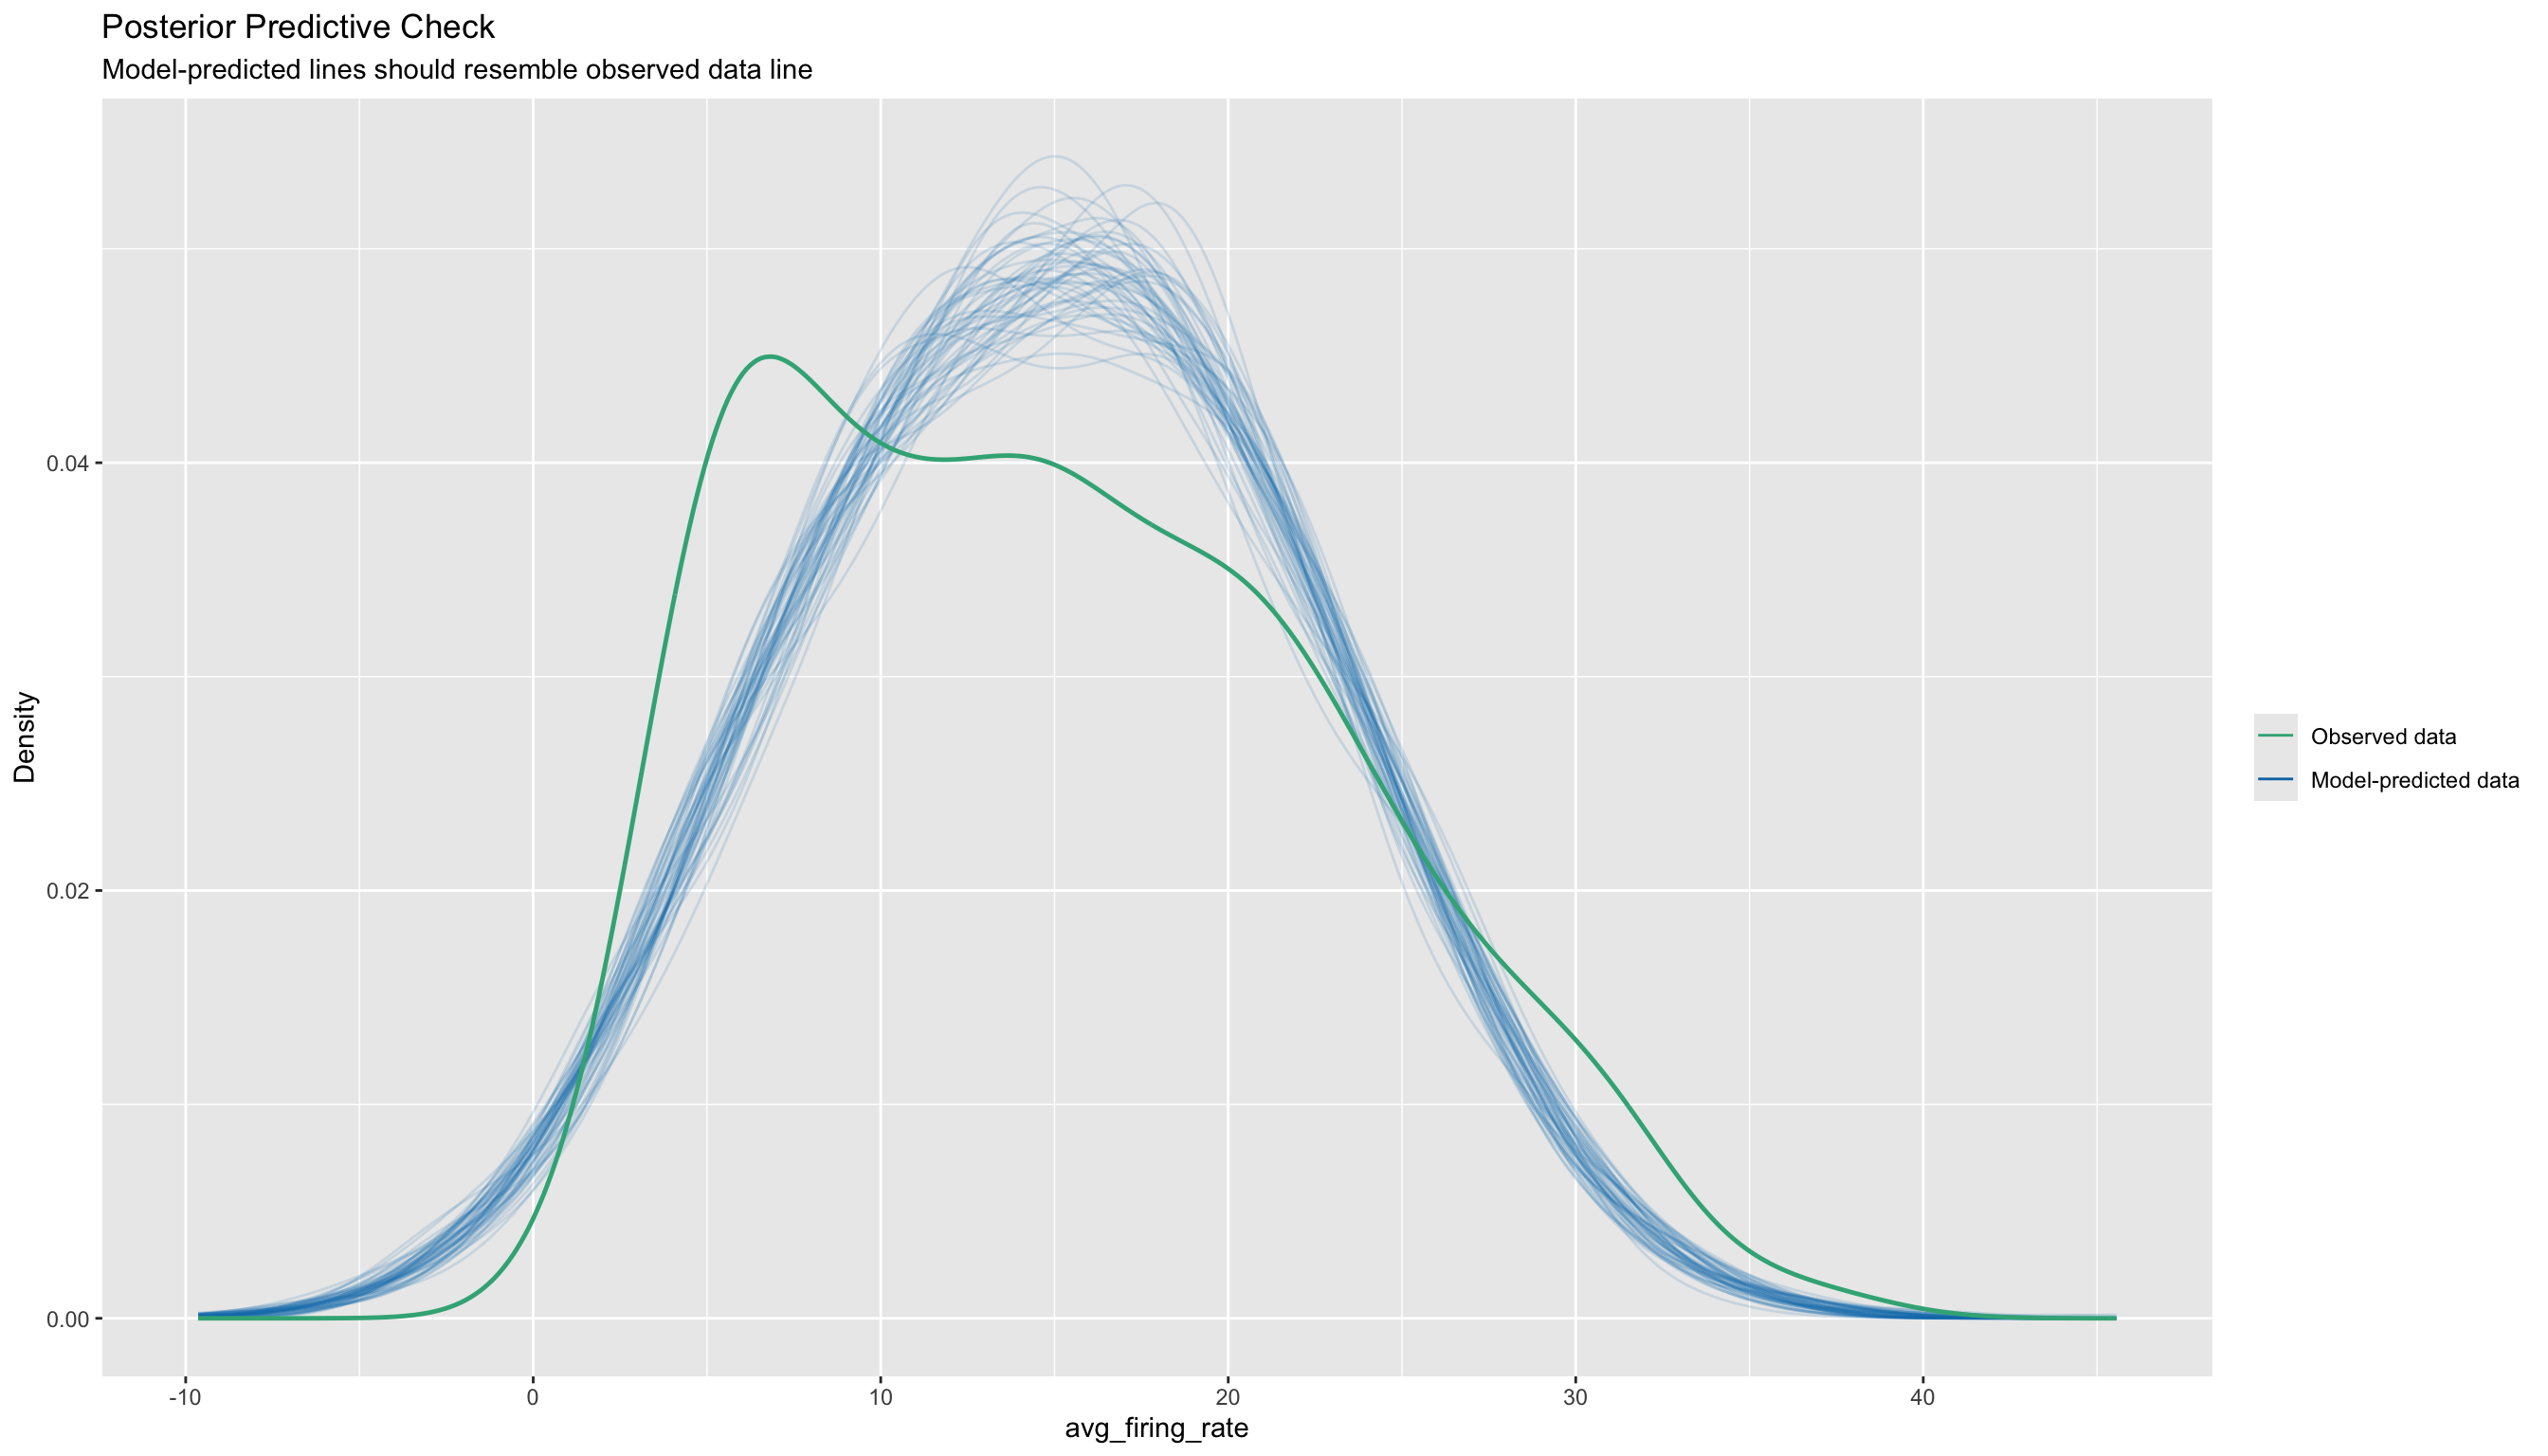 Posterior Predictive Check
Model-predicted lines should resemble observed data line
Density
0.04
0.02
0.00
-10
0
10
20
30
40
avg_firing_rate
Observed data
Model-predicted data